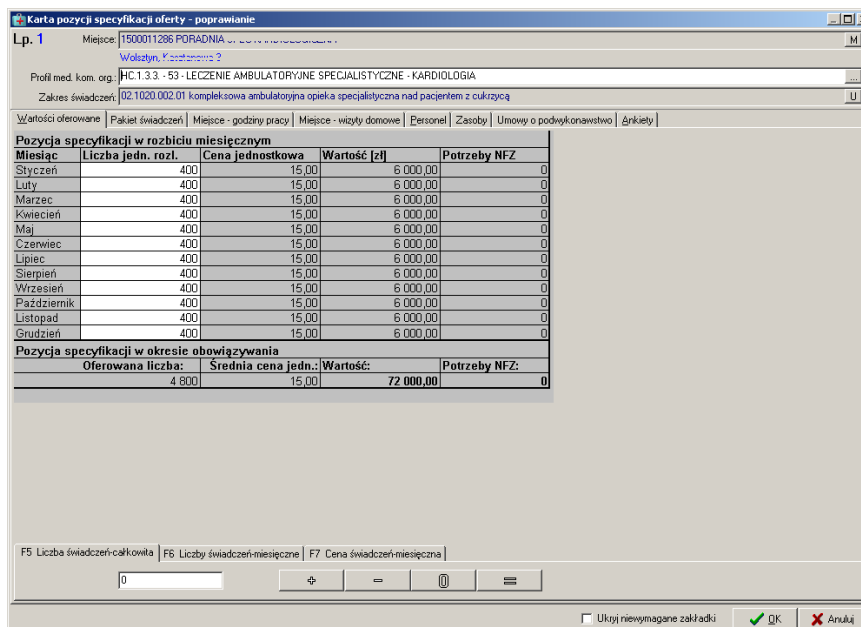 Karta pozycji specyfikacji oferty - poprawianie
Lp. 1 Miejsce: 1500011286 PORADNIA M
Wolsztyn,
Profil med. kom. org.: HC.1.3.3. - 53 - LECZENIE AMBULATORYJNE SPECJALISTYCZNE - KARDIOLOGIA ...
Zakres świadczeń: 02.1020.002.01 kompleksowa ambulatoryjna opieka specjalistyczna nad pacjentem z cukrzycą U
Wartości oferowane Pakiet świadczeń Miejsce - godziny pracy Miejsce - wizyty domowe Personel Zasoby Umowy o podwykonawstwo Ankiety
Pozycja specyfikacji w rozbiciu miesięcznym
Miesiąc Liczba jedn. rozl. Cena jednostkowa Wartość [zł] Potrzeby NFZ
Styczeń 400 15,00 6 000,00 0
Luty 400 15,00 6 000,00 0
Marzec 400 15,00 6 000,00 0
Kwiecień 400 15,00 6 000,00 0
Maj 400 15,00 6 000,00 0
Czerwiec 400 15,00 6 000,00 0
Lipiec 400 15,00 6 000,00 0
Sierpień 400 15,00 6 000,00 0
Wrzesień 400 15,00 6 000,00 0
Październik 400 15,00 6 000,00 0
Listopad 400 15,00 6 000,00 0
Grudzień 400 15,00 6 000,00 0
Pozycja specyfikacji w okresie obowiązywania
Oferowana liczba: Średnia cena jedn.: Wartość: Potrzeby NFZ:
4 800 15,00 72 000,00 0
F5 Liczba świadczeń-całkowita F6 Liczby świadczeń-miesięczne F7 Cena świadczeń-miesięczna
0 + - 0 =
Ukryj niewymagane zakładki OK Anuluj